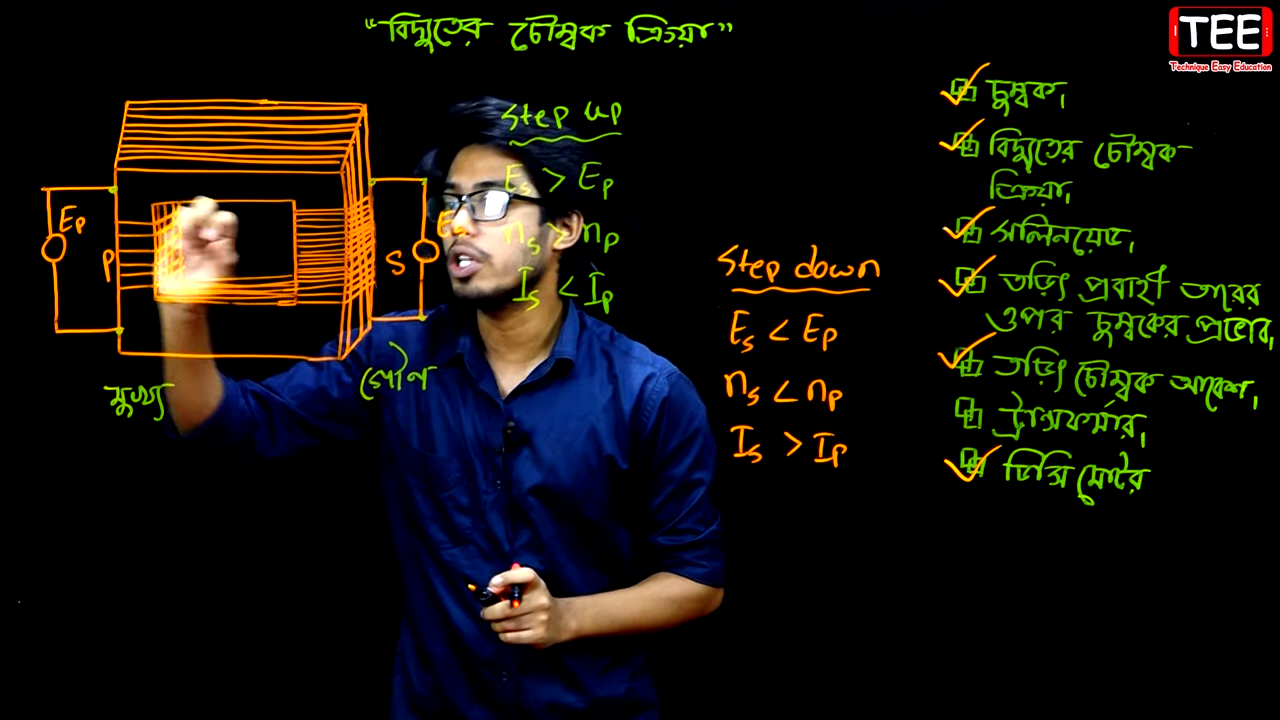 "বিদ্যুতের চৌম্বক ক্রিয়া"
TEE
Technique Easy Education
Ep
P
S
E
মুখ্য
গৌণ
Step up
Es > Ep
ns > np
Is < Ip
Step down
Es < Ep
ns < np
Is > Ip
চুম্বক।
বিদ্যুতের চৌম্বক
ক্রিয়া।
সলিনয়েড।
তড়িৎ প্রবাহী তারের
ওপর চুম্বকের প্রভাব।
তড়িৎ চৌম্বক আবেশ।
ট্রান্সফর্মার।
ডিসি মোটর